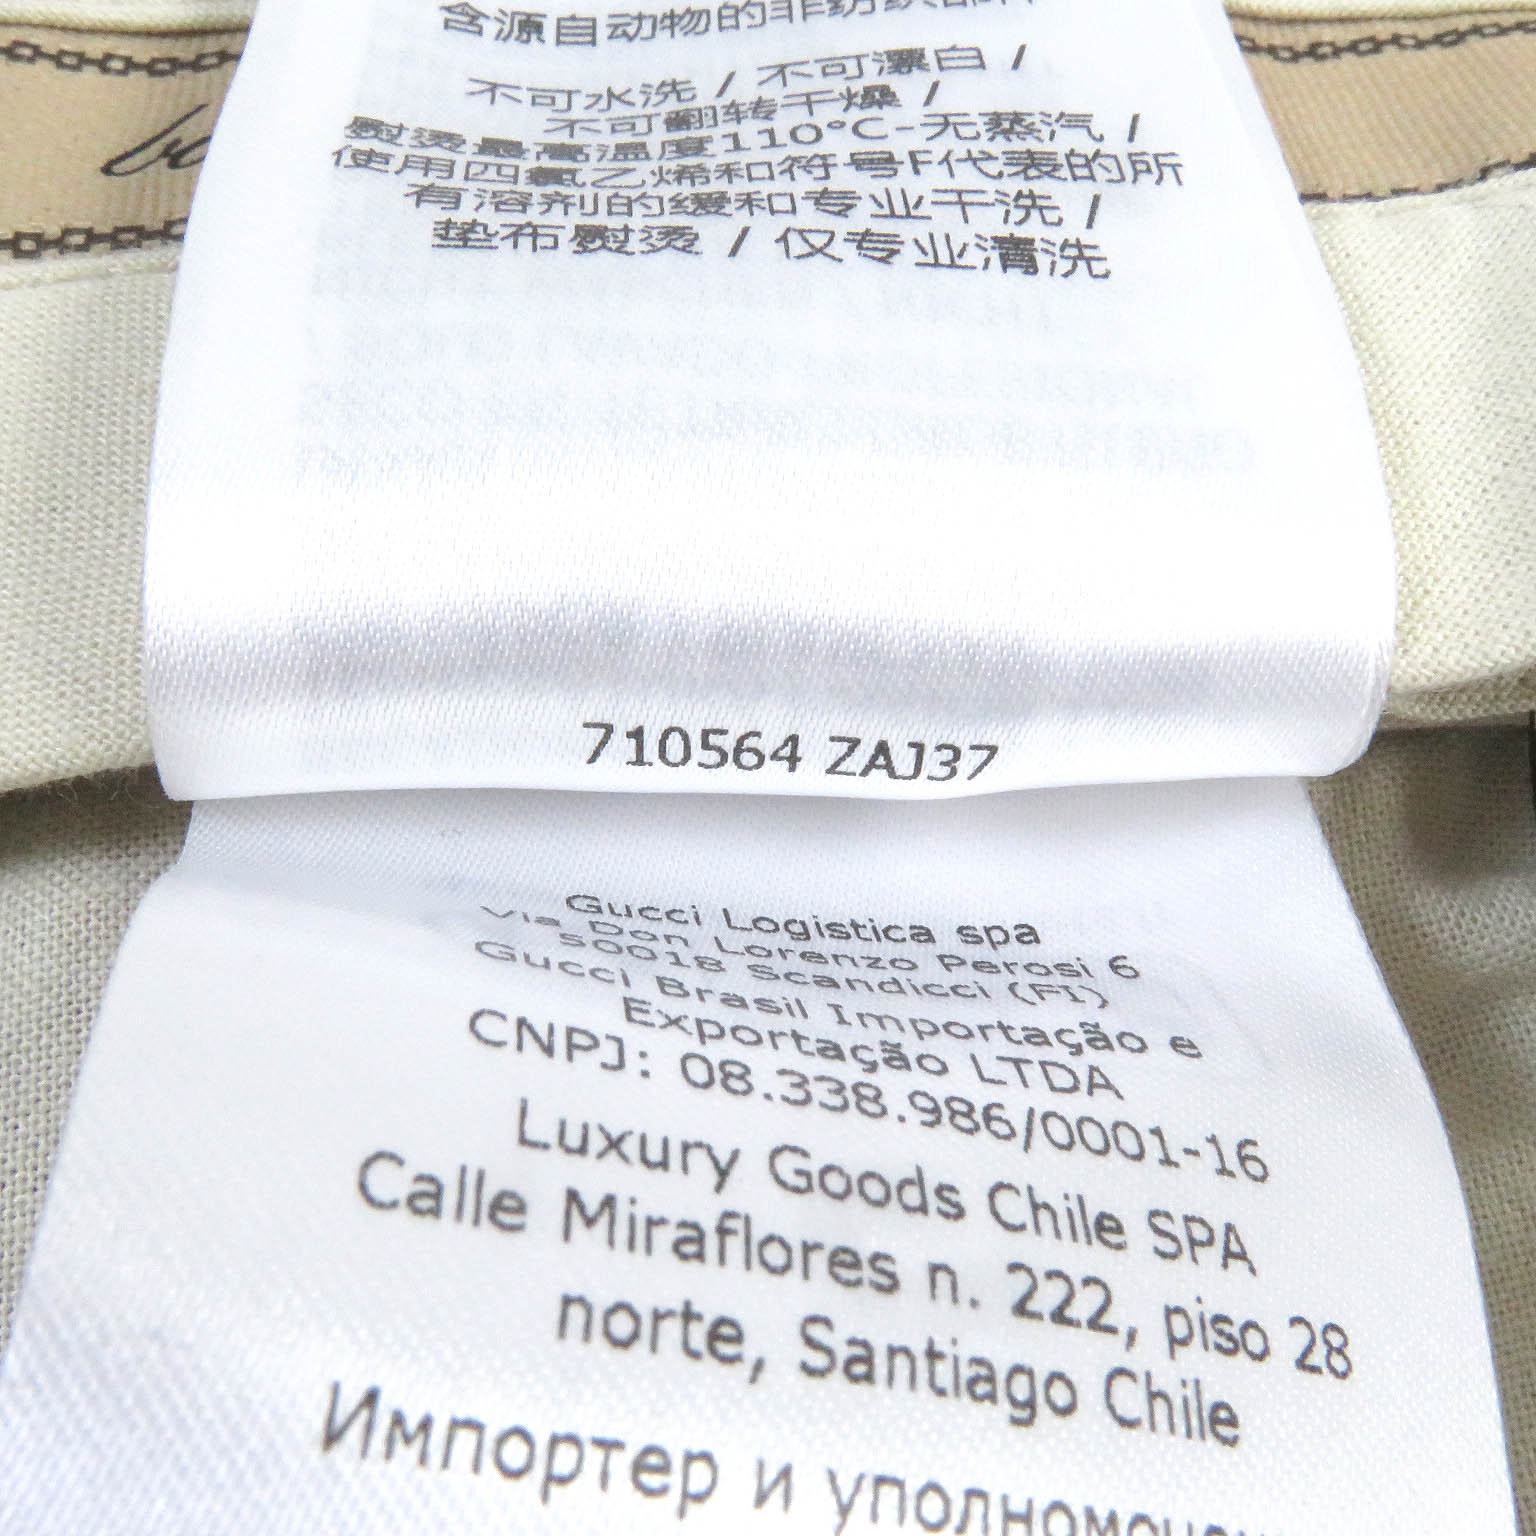 含源自动物的非纺织部件
不可水洗 / 不可漂白 /
不可翻转干燥 /
熨烫最高温度110°C-无蒸汽 /
使用四氯乙烯和符号F代表的所
有溶剂的缓和专业干洗 /
垫布熨烫 / 仅专业清洗
710564 ZAJ37
Gucci Logistica spa
Via Don Lorenzo Perosi 6
50018 Scandicci (FI)
Gucci Brasil Importação e
Exportação LTDA
CNPJ: 08.338.986/0001-16
Luxury Goods Chile SPA
Calle Miraflores n. 222, piso 28
norte, Santiago Chile
Импортер и